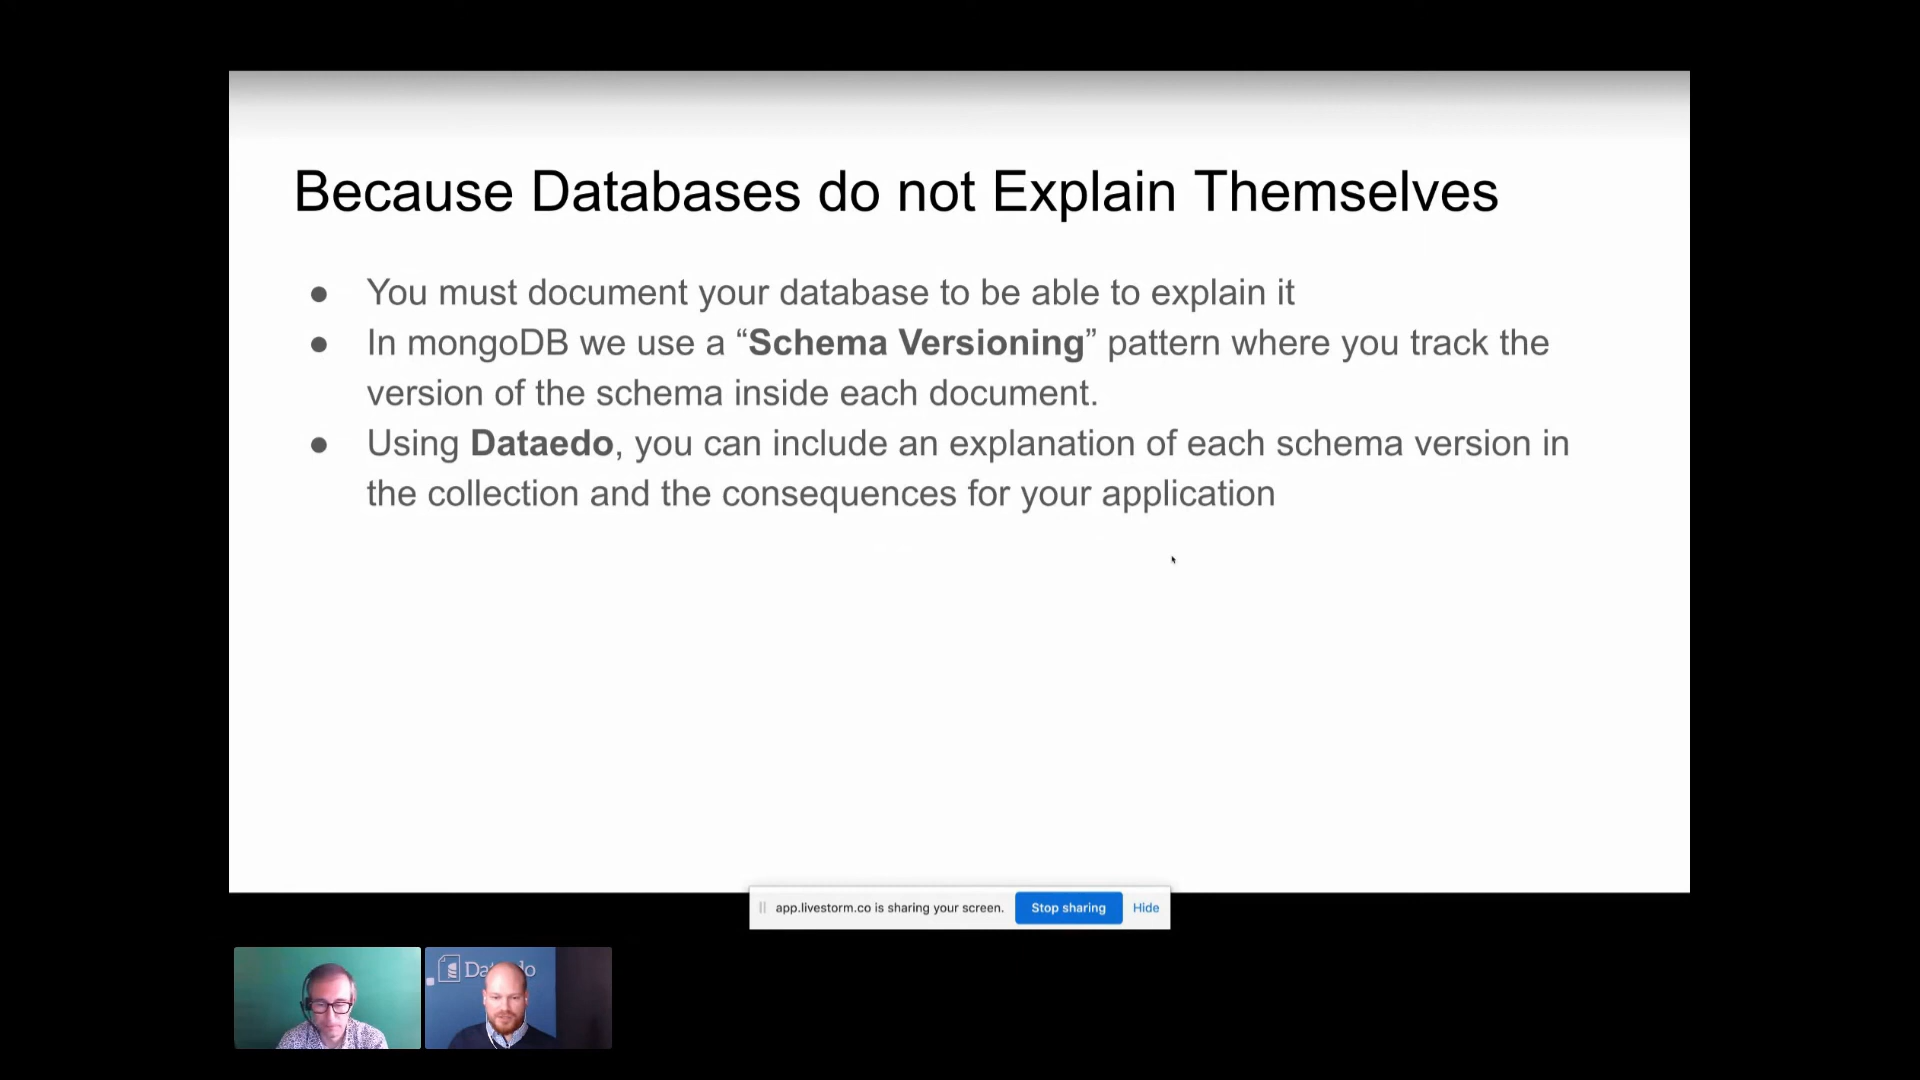 Because Databases do not Explain Themselves
● You must document your database to be able to explain it
● In mongoDB we use a “Schema Versioning” pattern where you track the
version of the schema inside each document.
● Using Dataedo, you can include an explanation of each schema version in
the collection and the consequences for your application
app.livestorm.co is sharing your screen. Stop sharing Hide